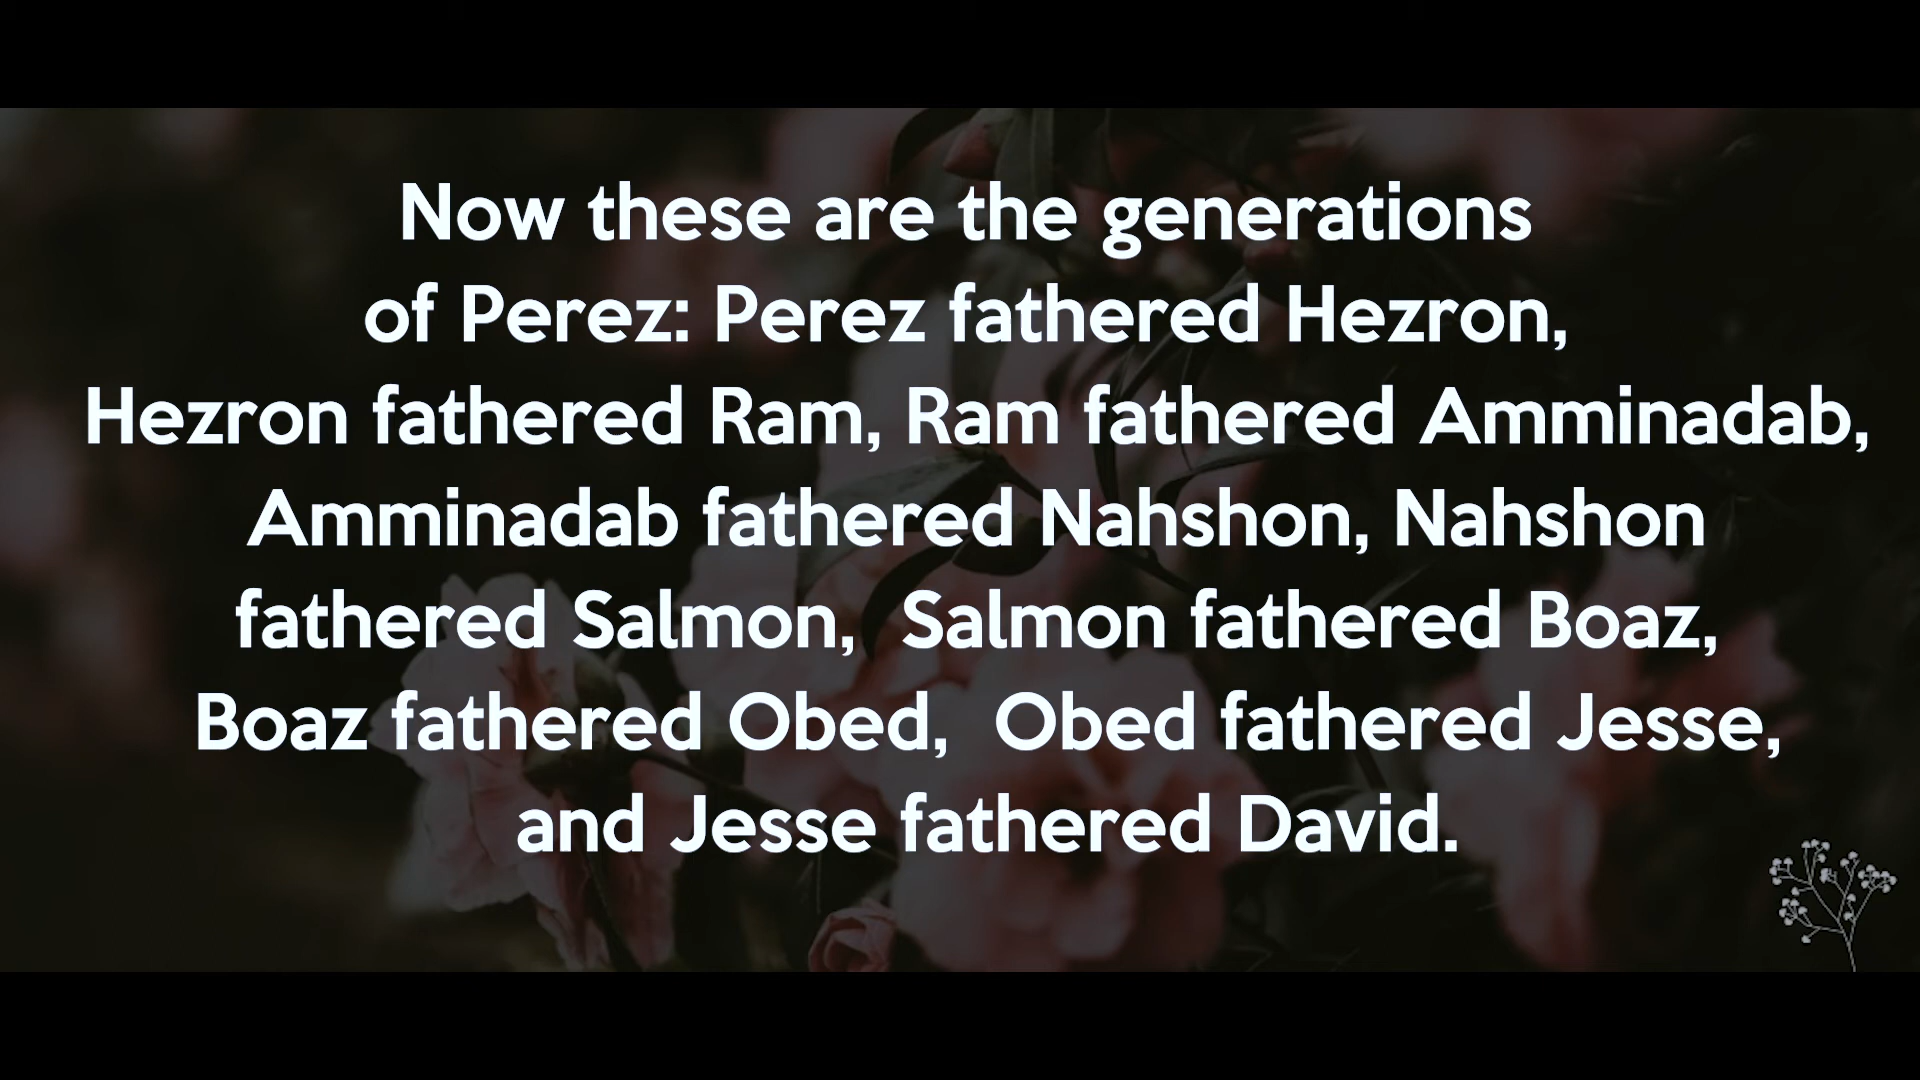 Now these are the generations
of Perez: Perez fathered Hezron,
Hezron fathered Ram, Ram fathered Amminadab,
Amminadab fathered Nahshon, Nahshon
fathered Salmon,  Salmon fathered Boaz,
Boaz fathered Obed,  Obed fathered Jesse,
and Jesse fathered David.